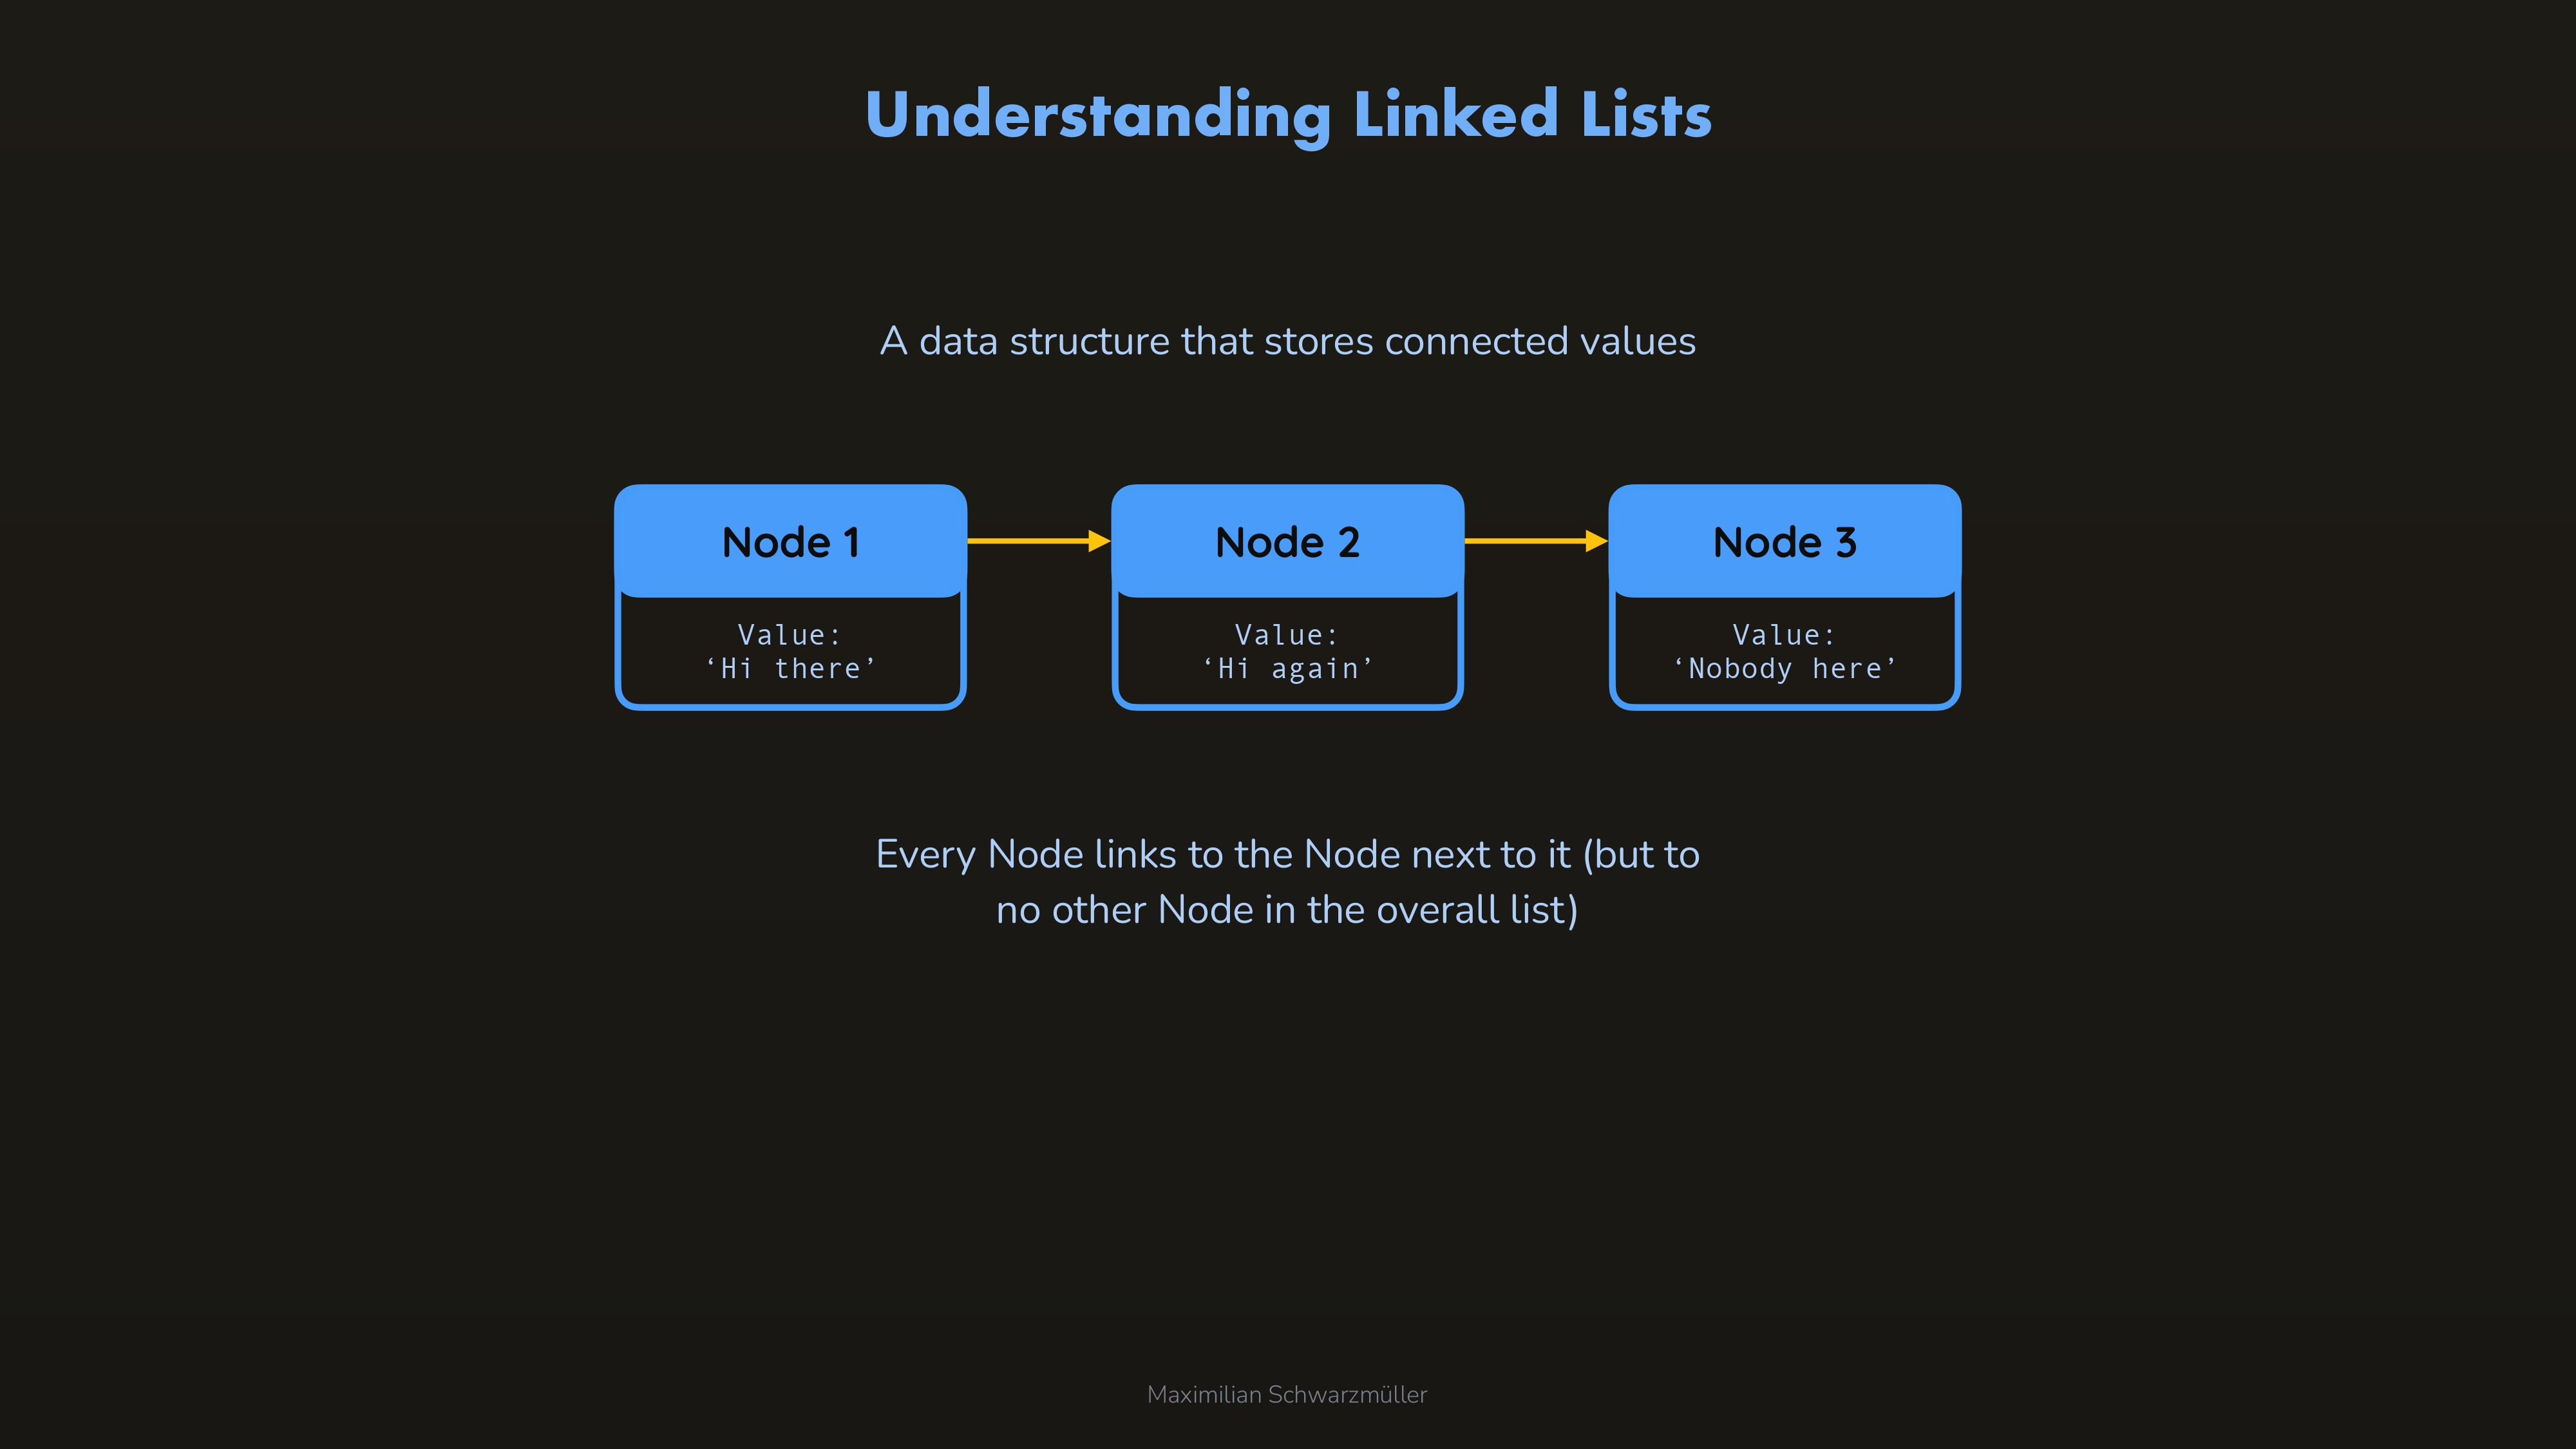 Understanding Linked Lists
A data structure that stores connected values
Node 1
Value:
‘Hi there’
Node 2
Value:
‘Hi again’
Node 3
Value:
‘Nobody here’
Every Node links to the Node next to it (but to
no other Node in the overall list)
Maximilian Schwarzmüller